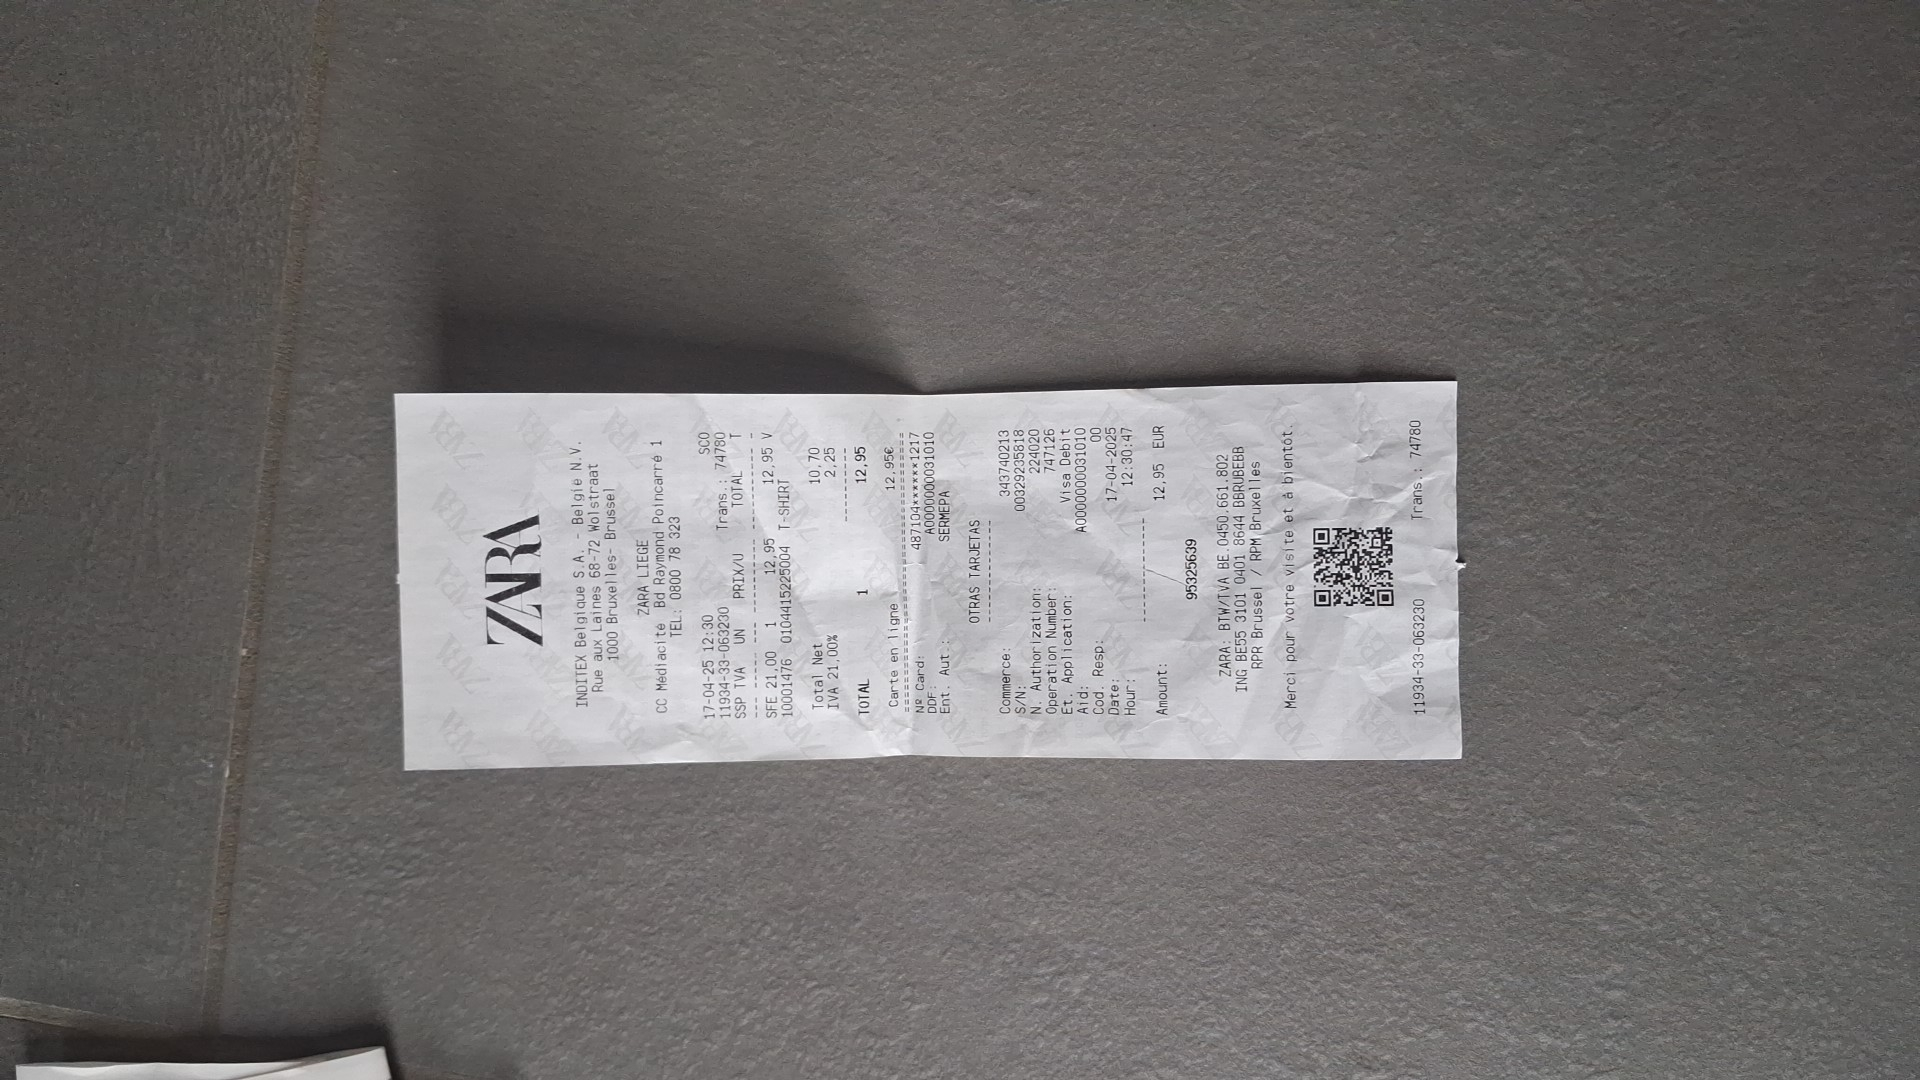 ZARA
INDITEX Belgique S.A. - België N.V.
Rue aux Laines 68-72 Wolstraat
1000 Bruxelles- Brussel
ZARA LIEGE
CC Médiacité Bd Raymond Poincarré 1
TEL: 0800 78 323
SCO
17-04-25 12:30
11934-33-063230 Trans.: 74780
SSP TVA UN PRIX/U TOTAL T
SFE 21,00 1 12,95 12,95 V
10001476 0104415225004 T-SHIRT
Total Net 10,70
IVA 21,00% 2,25
TOTAL 1 12,95
Carte en ligne 12,95€
Nº Card: 487104******1217
DDF: A0000000031010
Ent. Aut.: SERMEPA
OTRAS TARJETAS
Commerce: 343740213
S/N: 00329235818
N. Authorization: 224020
Operation Number: 747126
Et. Application: Visa Debit
Aid: A0000000031010
Cod. Resp: 00
Date: 17-04-2025
Hour: 12:30:47
Amount: 12,95 EUR
95325639
ZARA: BTW/TVA BE.0450.661.802
ING BE55 3101 0401 8644 BBRUBEBB
RPR Brussel / RPM Bruxelles
Merci pour votre visite et à bientôt.
11934-33-063230 Trans.: 74780